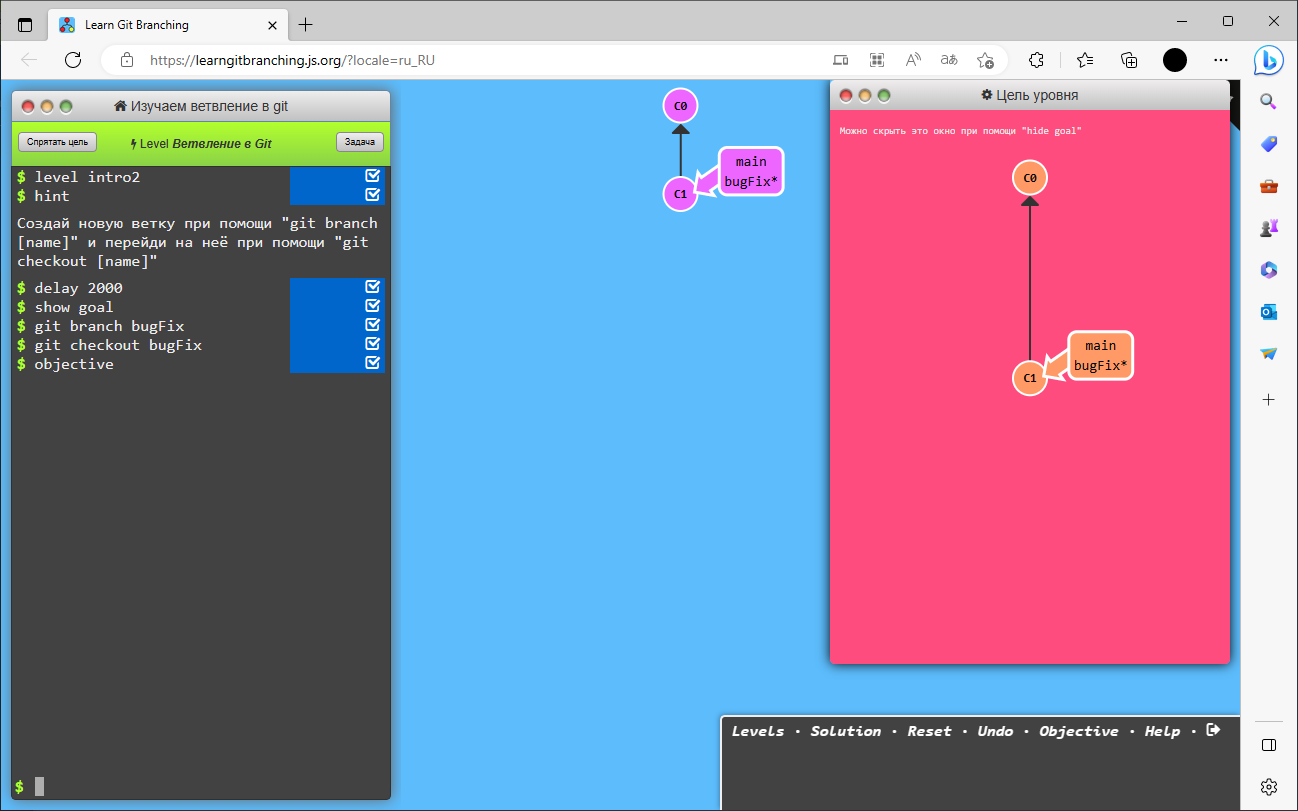 Learn Git Branching
https://learngitbranching.js.org/?locale=ru_RU
Изучаем ветвление в git
Спрятать цель
Level Ветвление в Git
Задача
$ level intro2
$ hint
Создай новую ветку при помощи "git branch
[name]" и перейди на неё при помощи "git
checkout [name]"
$ delay 2000
$ show goal
$ git branch bugFix
$ git checkout bugFix
$ objective
$
C0
main
bugFix*
C1
Цель уровня
Можно скрыть это окно при помощи "hide goal"
C0
main
bugFix*
C1
Levels · Solution · Reset · Undo · Objective · Help ·